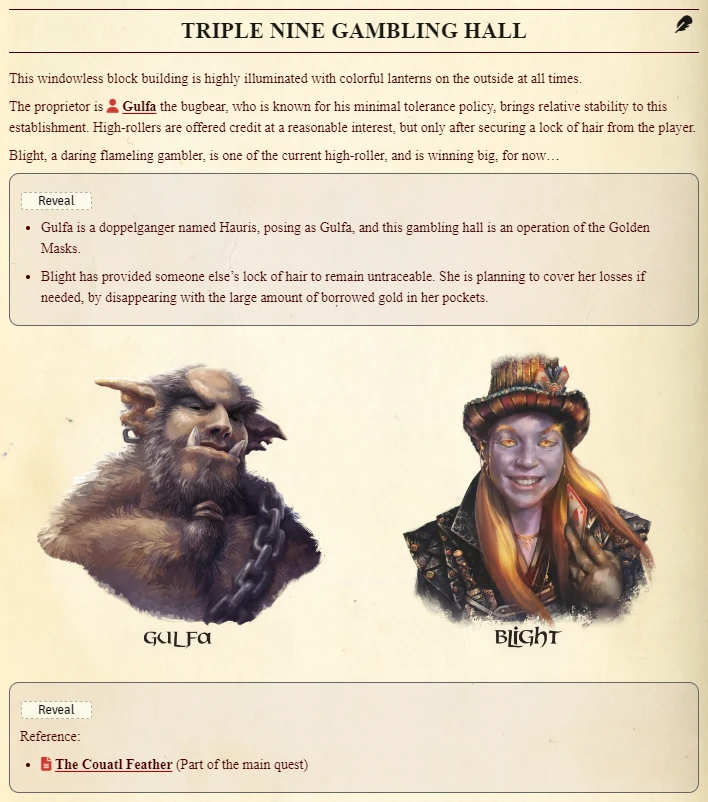 TRIPLE NINE GAMBLING HALL
This windowless block building is highly illuminated with colorful lanterns on the outside at all times.
The proprietor is Gulfa the bugbear, who is known for his minimal tolerance policy, brings relative stability to this
establishment. High-rollers are offered credit at a reasonable interest, but only after securing a lock of hair from the player.
Blight, a daring flameling gambler, is one of the current high-roller, and is winning big, for now…
Reveal
• Gulfa is a doppelganger named Hauris, posing as Gulfa, and this gambling hall is an operation of the Golden
Masks.
• Blight has provided someone else’s lock of hair to remain untraceable. She is planning to cover her losses if
needed, by disappearing with the large amount of borrowed gold in her pockets.
GULFA
BLIGHT
Reveal
Reference:
• The Couatl Feather (Part of the main quest)